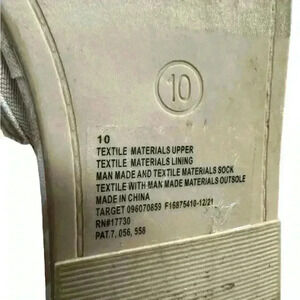 10
10
TEXTILE MATERIALS UPPER
TEXTILE MATERIALS LINING
MAN MADE AND TEXTILE MATERIALS SOCK
TEXTILE WITH MAN MADE MATERIALS OUTSOLE
MADE IN CHINA
TARGET 096070659 F16875410-12/21
RN#17730
PAT.7, 056, 558